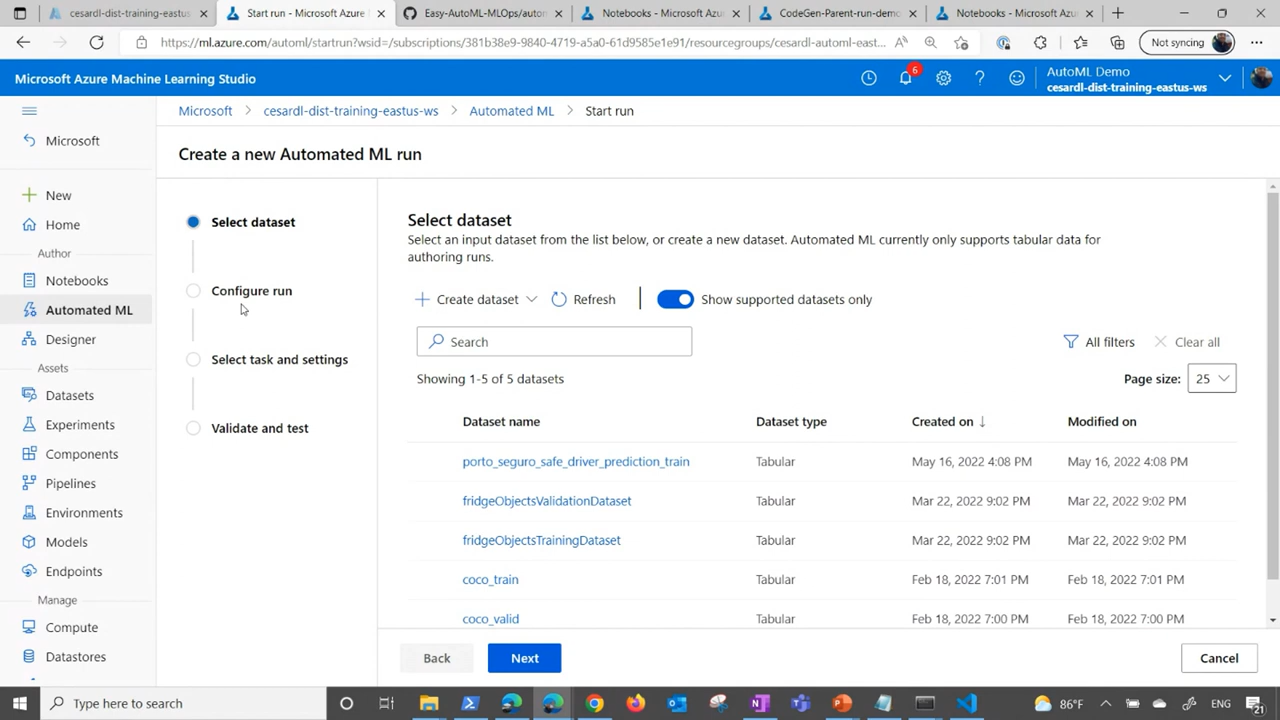 cesardl-dist-training-eastus
Start run - Microsoft Azure
Easy-AutoML-MLOps/autom
Notebooks - Microsoft Azu
CodeGen-Parent-run-demo
Notebooks - Microsoft Azu
https://ml.azure.com/automl/startrun?wsid=/subscriptions/381b38e9-9840-4719-a5a0-61d9585e1e91/resourcegroups/cesardl-automl-east...
Not syncing
Microsoft Azure Machine Learning Studio
6
AutoML Demo
cesardl-dist-training-eastus-ws
Microsoft > cesardl-dist-training-eastus-ws > Automated ML > Start run
Microsoft
Create a new Automated ML run
New
Home
Author
Notebooks
Automated ML
Designer
Assets
Datasets
Experiments
Components
Pipelines
Environments
Models
Endpoints
Manage
Compute
Datastores
Select dataset
Configure run
Select task and settings
Validate and test
Select dataset
Select an input dataset from the list below, or create a new dataset. Automated ML currently only supports tabular data for
authoring runs.
Create dataset Refresh Show supported datasets only
Search All filters Clear all
Showing 1-5 of 5 datasets Page size: 25
Dataset name Dataset type Created on ↓ Modified on
porto_seguro_safe_driver_prediction_train Tabular May 16, 2022 4:08 PM May 16, 2022 4:08 PM
fridgeObjectsValidationDataset Tabular Mar 22, 2022 9:02 PM Mar 22, 2022 9:02 PM
fridgeObjectsTrainingDataset Tabular Mar 22, 2022 9:02 PM Mar 22, 2022 9:02 PM
coco_train Tabular Feb 18, 2022 7:01 PM Feb 18, 2022 7:01 PM
coco_valid Tabular Feb 18, 2022 7:00 PM Feb 18, 2022 7:00 PM
Back Next Cancel
Type here to search
86°F
ENG
21